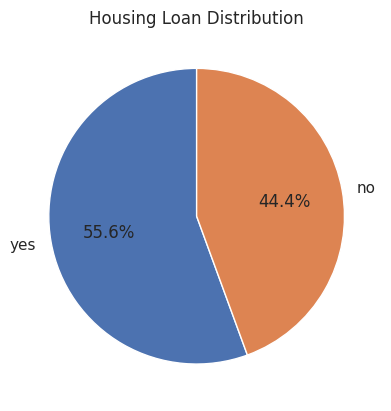 Housing Loan Distribution
no
44.4%
55.6%
yes